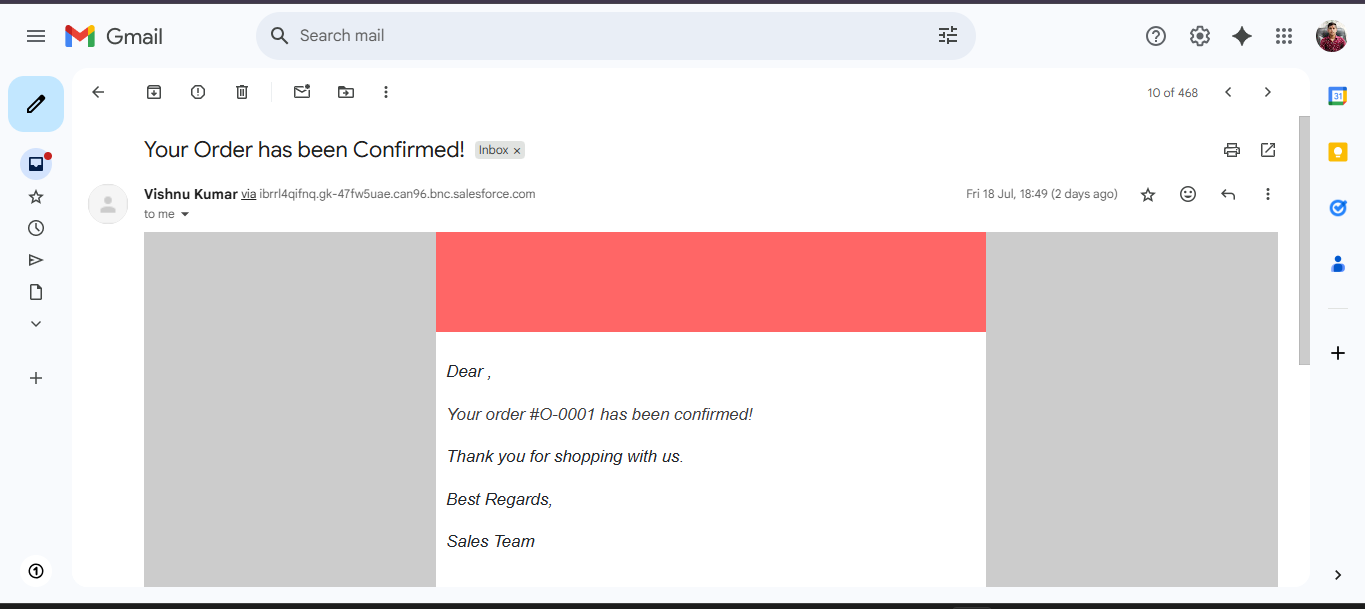 Gmail
Search mail
10 of 468
Your Order has been Confirmed!
Inbox ×
Vishnu Kumar via ibrrl4qifnq.gk-47fw5uae.can96.bnc.salesforce.com
Fri 18 Jul, 18:49 (2 days ago)
to me
31
Dear ,
Your order #O-0001 has been confirmed!
Thank you for shopping with us.
Best Regards,
Sales Team
1